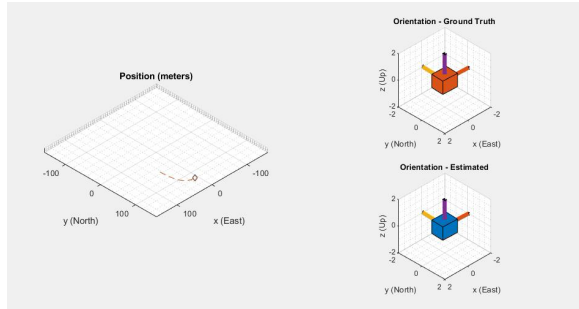 Position (meters)
-100
0
100
y (North)
-100
0
100
x (East)
Orientation - Ground Truth
2
0
-2
z (Up)
-2
0
2
y (North)
2
0
-2
x (East)
Orientation - Estimated
2
0
-2
z (Up)
-2
0
2
y (North)
2
0
-2
x (East)